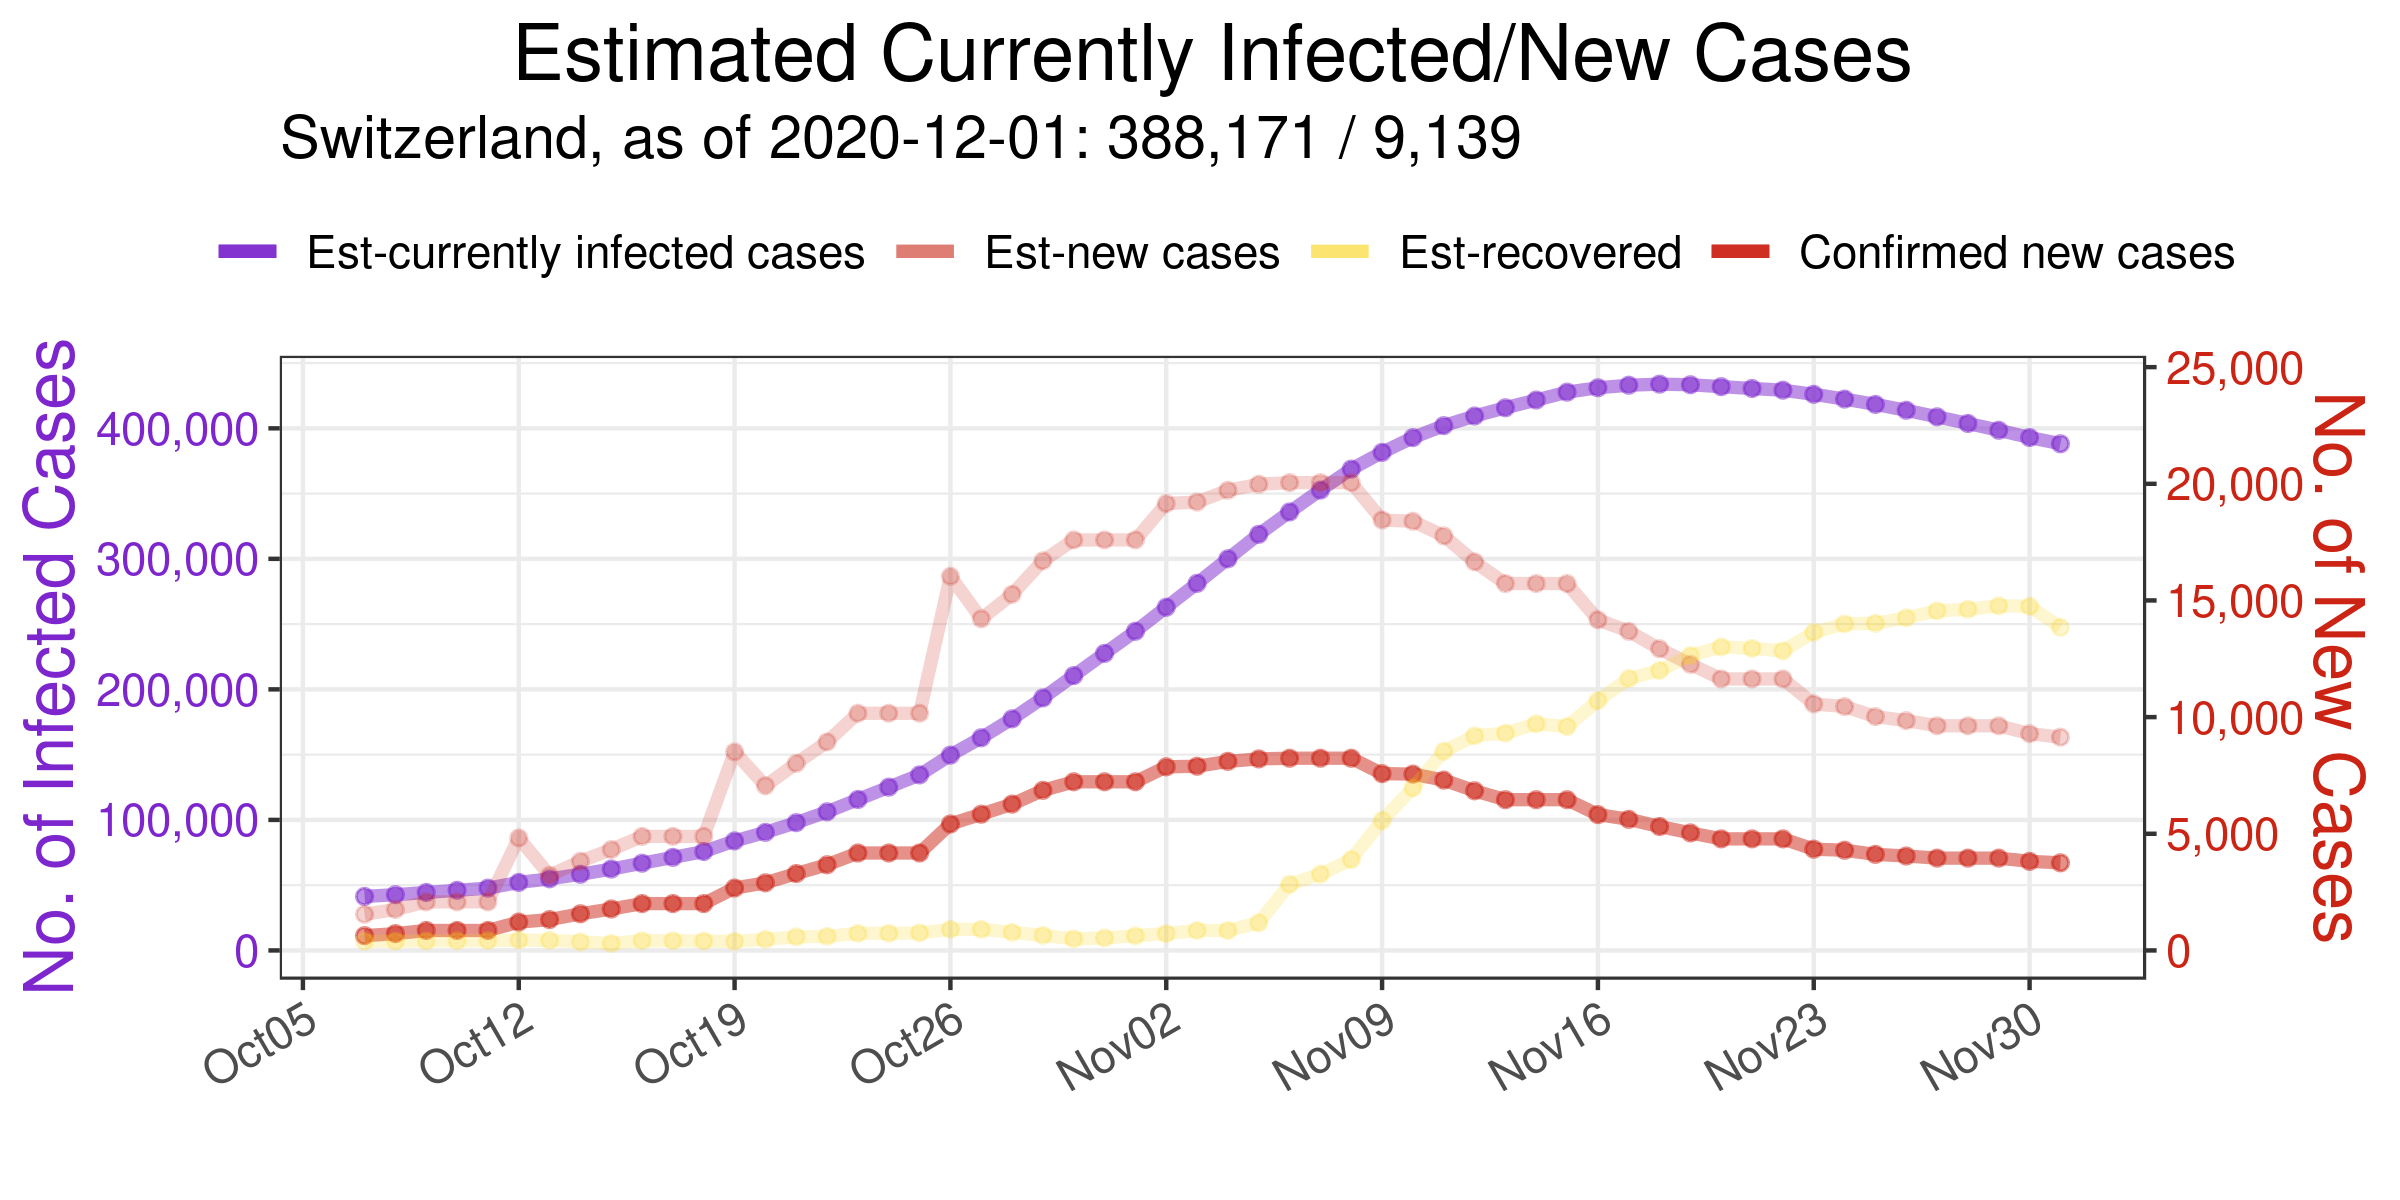 Estimated Currently Infected/New Cases
Switzerland, as of 2020-12-01: 388,171 / 9,139
Est-currently infected cases Est-new cases Est-recovered Confirmed new cases
No. of Infected Cases
400,000
300,000
200,000
100,000
0
25,000
20,000
15,000
10,000
5,000
0
No. of New Cases
Oct05 Oct12 Oct19 Oct26 Nov02 Nov09 Nov16 Nov23 Nov30